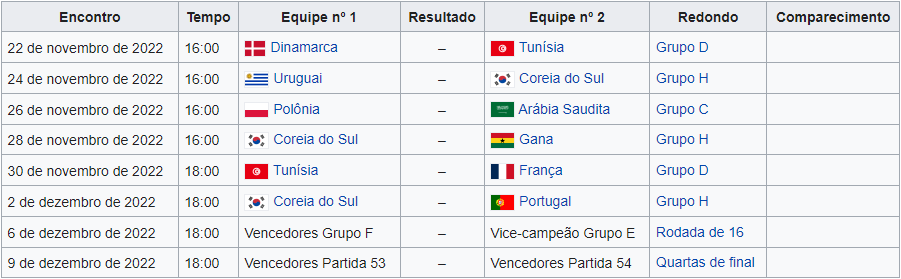 Encontro Tempo Equipe nº 1 Resultado Equipe nº 2 Redondo Comparecimento
22 de novembro de 2022 16:00 Dinamarca – Tunísia Grupo D
24 de novembro de 2022 16:00 Uruguai – Coreia do Sul Grupo H
26 de novembro de 2022 16:00 Polônia – Arábia Saudita Grupo C
28 de novembro de 2022 16:00 Coreia do Sul – Gana Grupo H
30 de novembro de 2022 18:00 Tunísia – França Grupo D
2 de dezembro de 2022 18:00 Coreia do Sul – Portugal Grupo H
6 de dezembro de 2022 18:00 Vencedores Grupo F – Vice-campeão Grupo E Rodada de 16
9 de dezembro de 2022 18:00 Vencedores Partida 53 – Vencedores Partida 54 Quartas de final